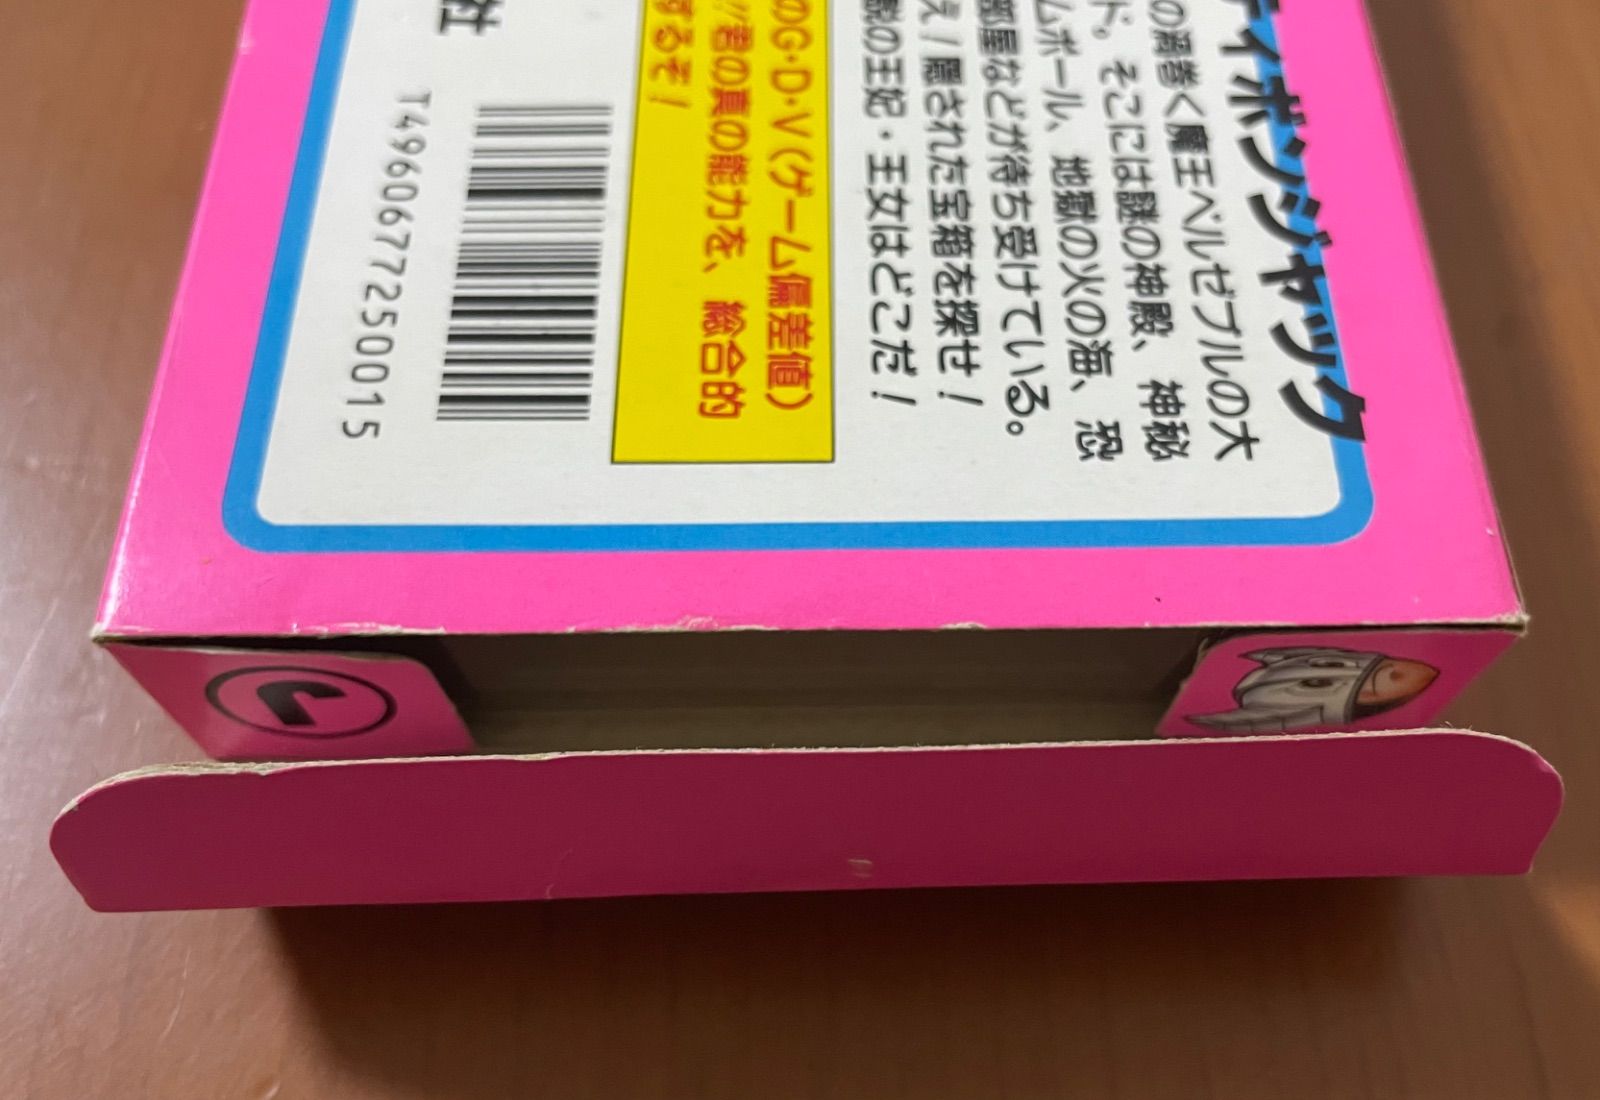 ティボンジャック
の渦巻く魔王ベルゼブルの大
ド。そこには謎の神殿、神秘
ムボール、地獄の火の海、恐
部屋などが待ち受けている。
え!隠された宝箱を探せ!
説の王妃・王女はどこだ!
のG・D・V(ゲーム偏差値)
君の真の能力を、総合的
するぞ!
T4960677250015
社